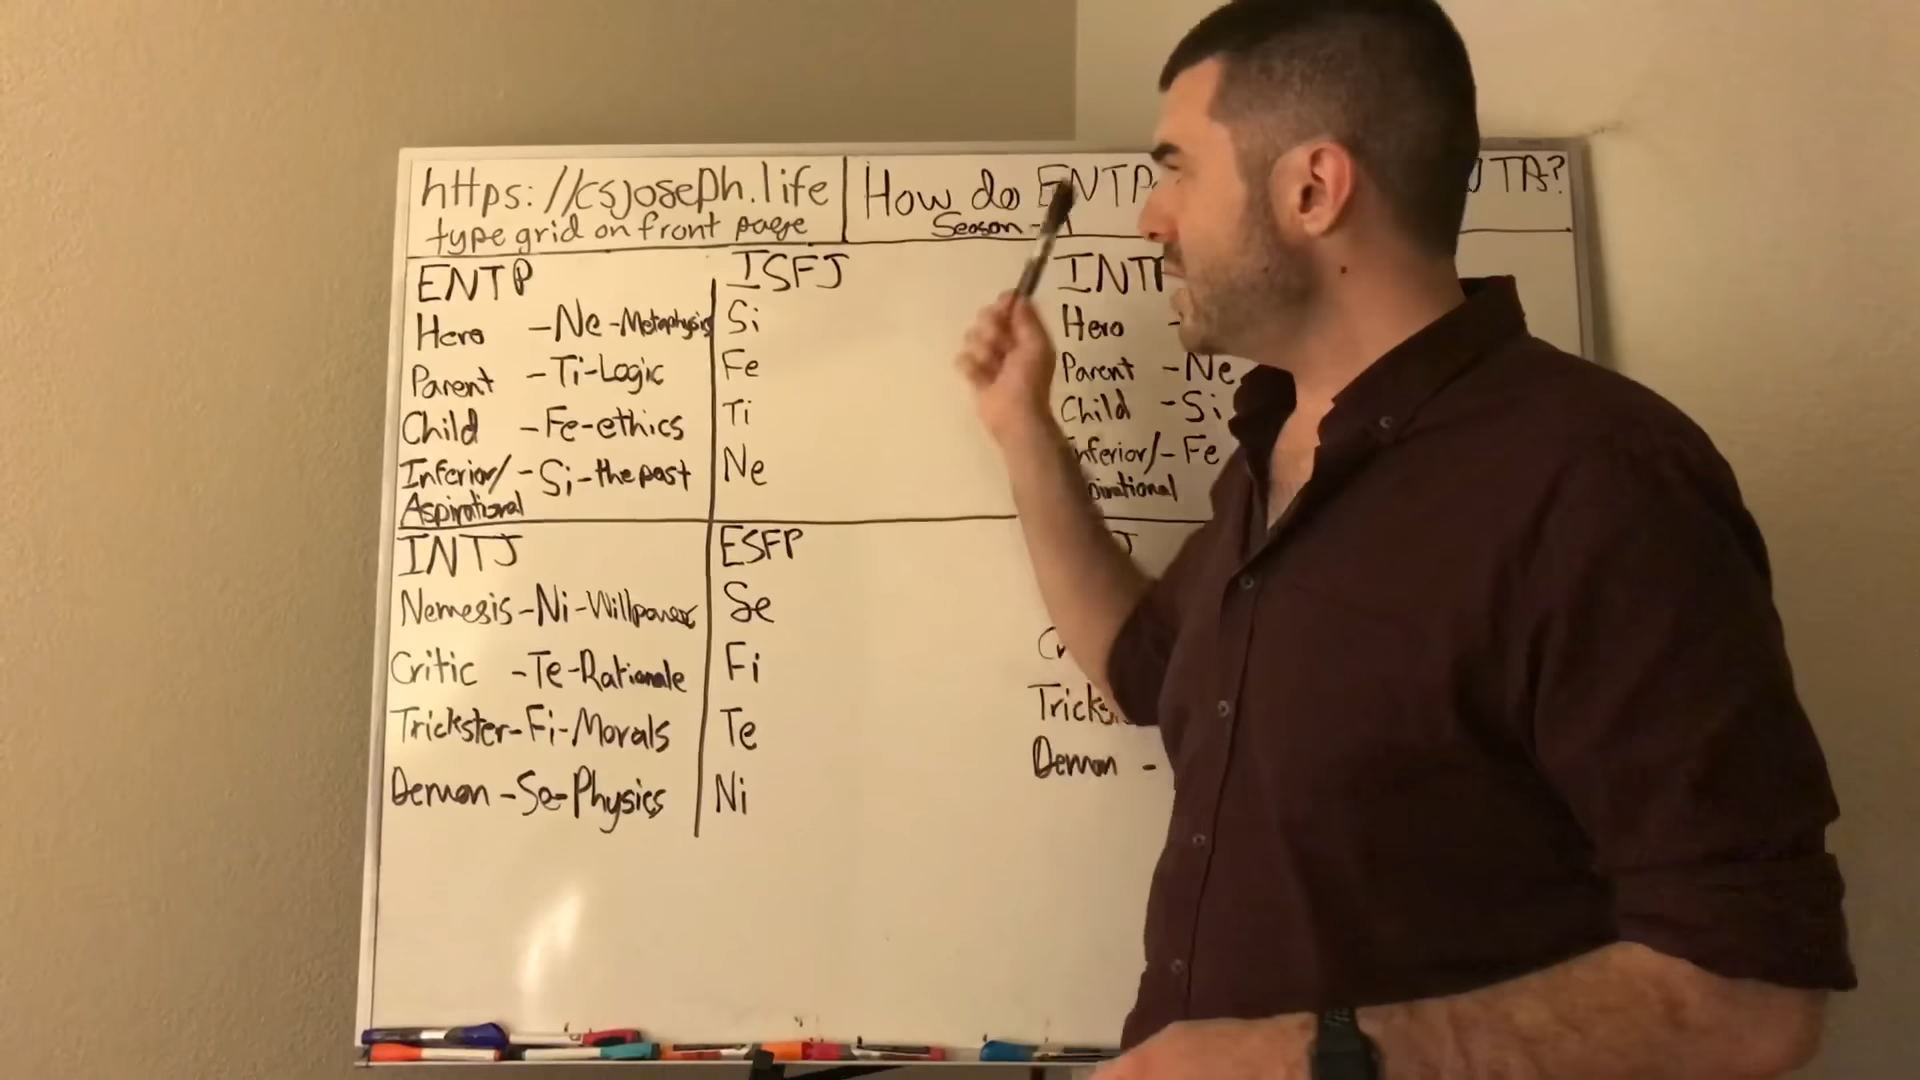 https://csjoseph.life
type grid on front page
How do ENTP
TPs?
Season -
ENTP
Hero - Ne - Metaphysics
Parent - Ti - Logic
Child - Fe - ethics
Inferior/ - Si - the past
Aspirational
ISFJ
Si
Fe
Ti
Ne
INTP
Hero -
Parent - Ne
Child - Si
Inferior/ - Fe
INTJ
Nemesis - Ni - Willpower
Critic - Te - Rationale
Trickster - Fi - Morals
Demon - Se - Physics
ESFP
Se
Fi
Te
Ni
Demon -